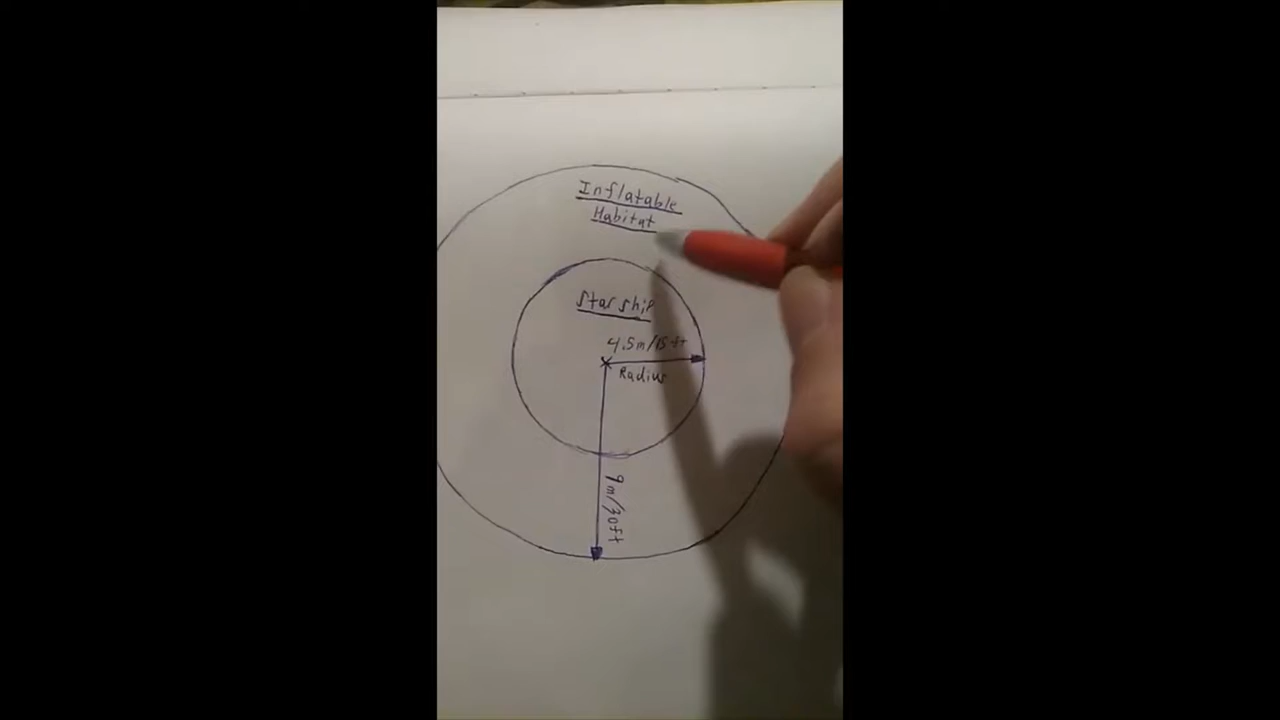 Inflatable
Habitat
Starship
4.5m/15ft
Radius
9m/30ft